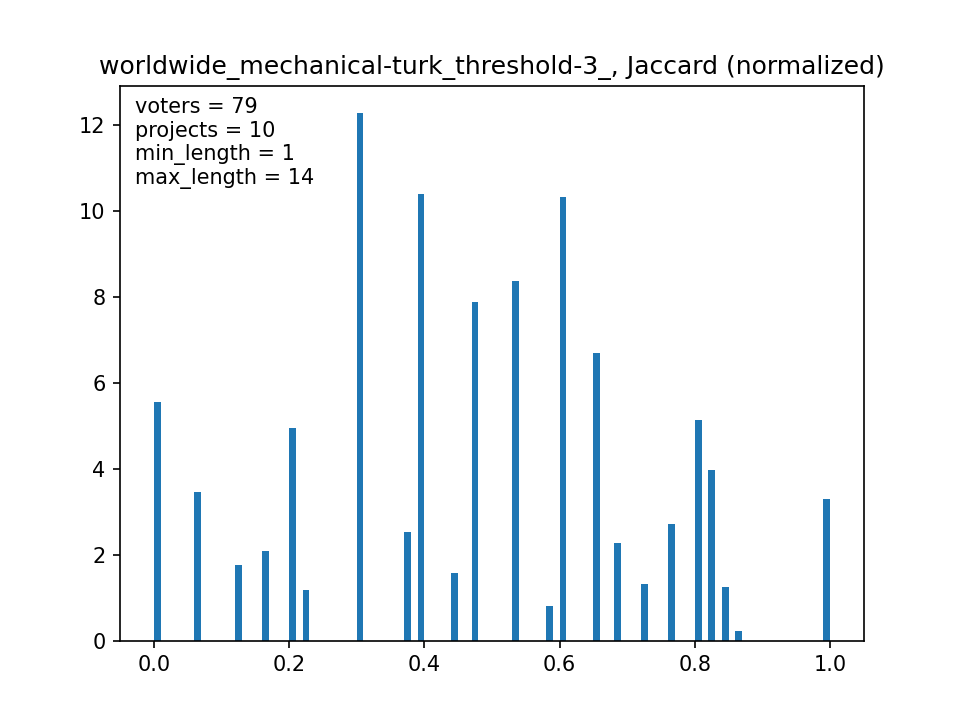 worldwide_mechanical-turk_threshold-3_, Jaccard (normalized)
voters = 79
projects = 10
min_length = 1
max_length = 14
12
10
8
6
4
2
0
0.0 0.2 0.4 0.6 0.8 1.0